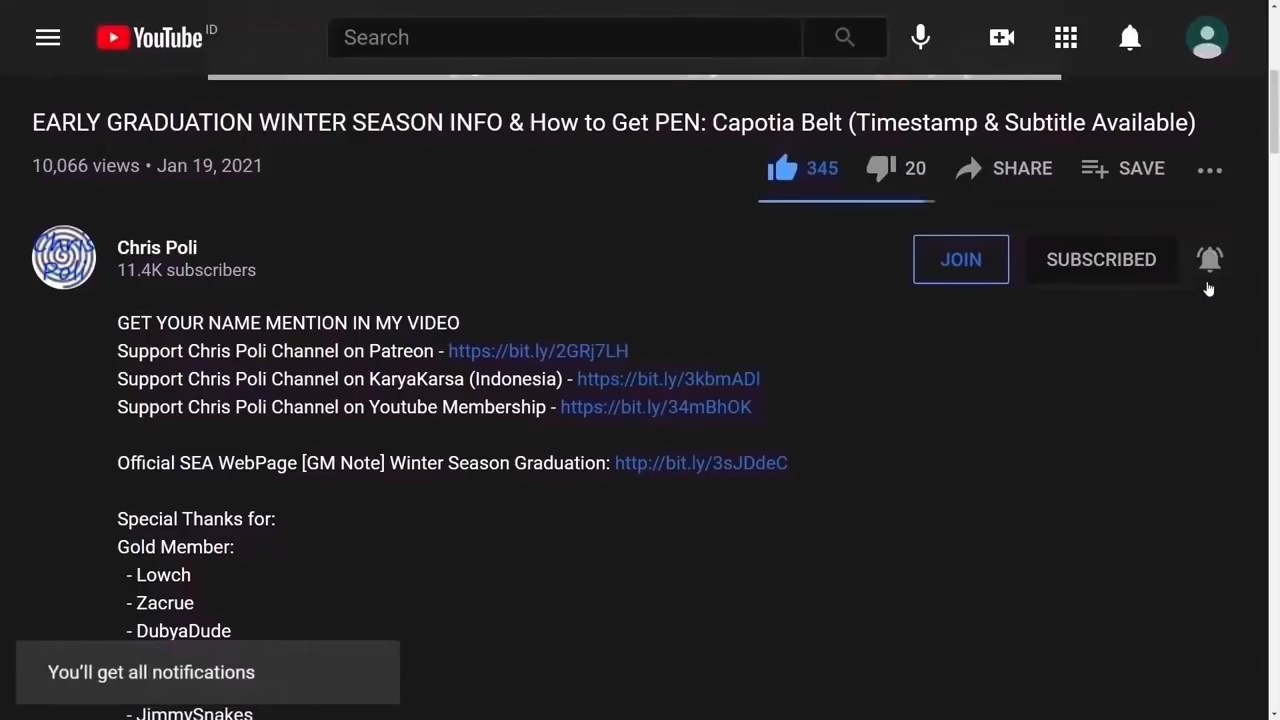 YouTube ID
Search
EARLY GRADUATION WINTER SEASON INFO & How to Get PEN: Capotia Belt (Timestamp & Subtitle Available)
10,066 views • Jan 19, 2021
345
20
SHARE
SAVE
Chris Poli
Chris Poli
11.4K subscribers
JOIN
SUBSCRIBED
GET YOUR NAME MENTION IN MY VIDEO
Support Chris Poli Channel on Patreon - https://bit.ly/2GRj7LH
Support Chris Poli Channel on KaryaKarsa (Indonesia) - https://bit.ly/3kbmADl
Support Chris Poli Channel on Youtube Membership - https://bit.ly/34mBhOK
Official SEA WebPage [GM Note] Winter Season Graduation: http://bit.ly/3sJDdeC
Special Thanks for:
Gold Member:
- Lowch
- Zacrue
- DubyaDude
You'll get all notifications
- JimmySnakes